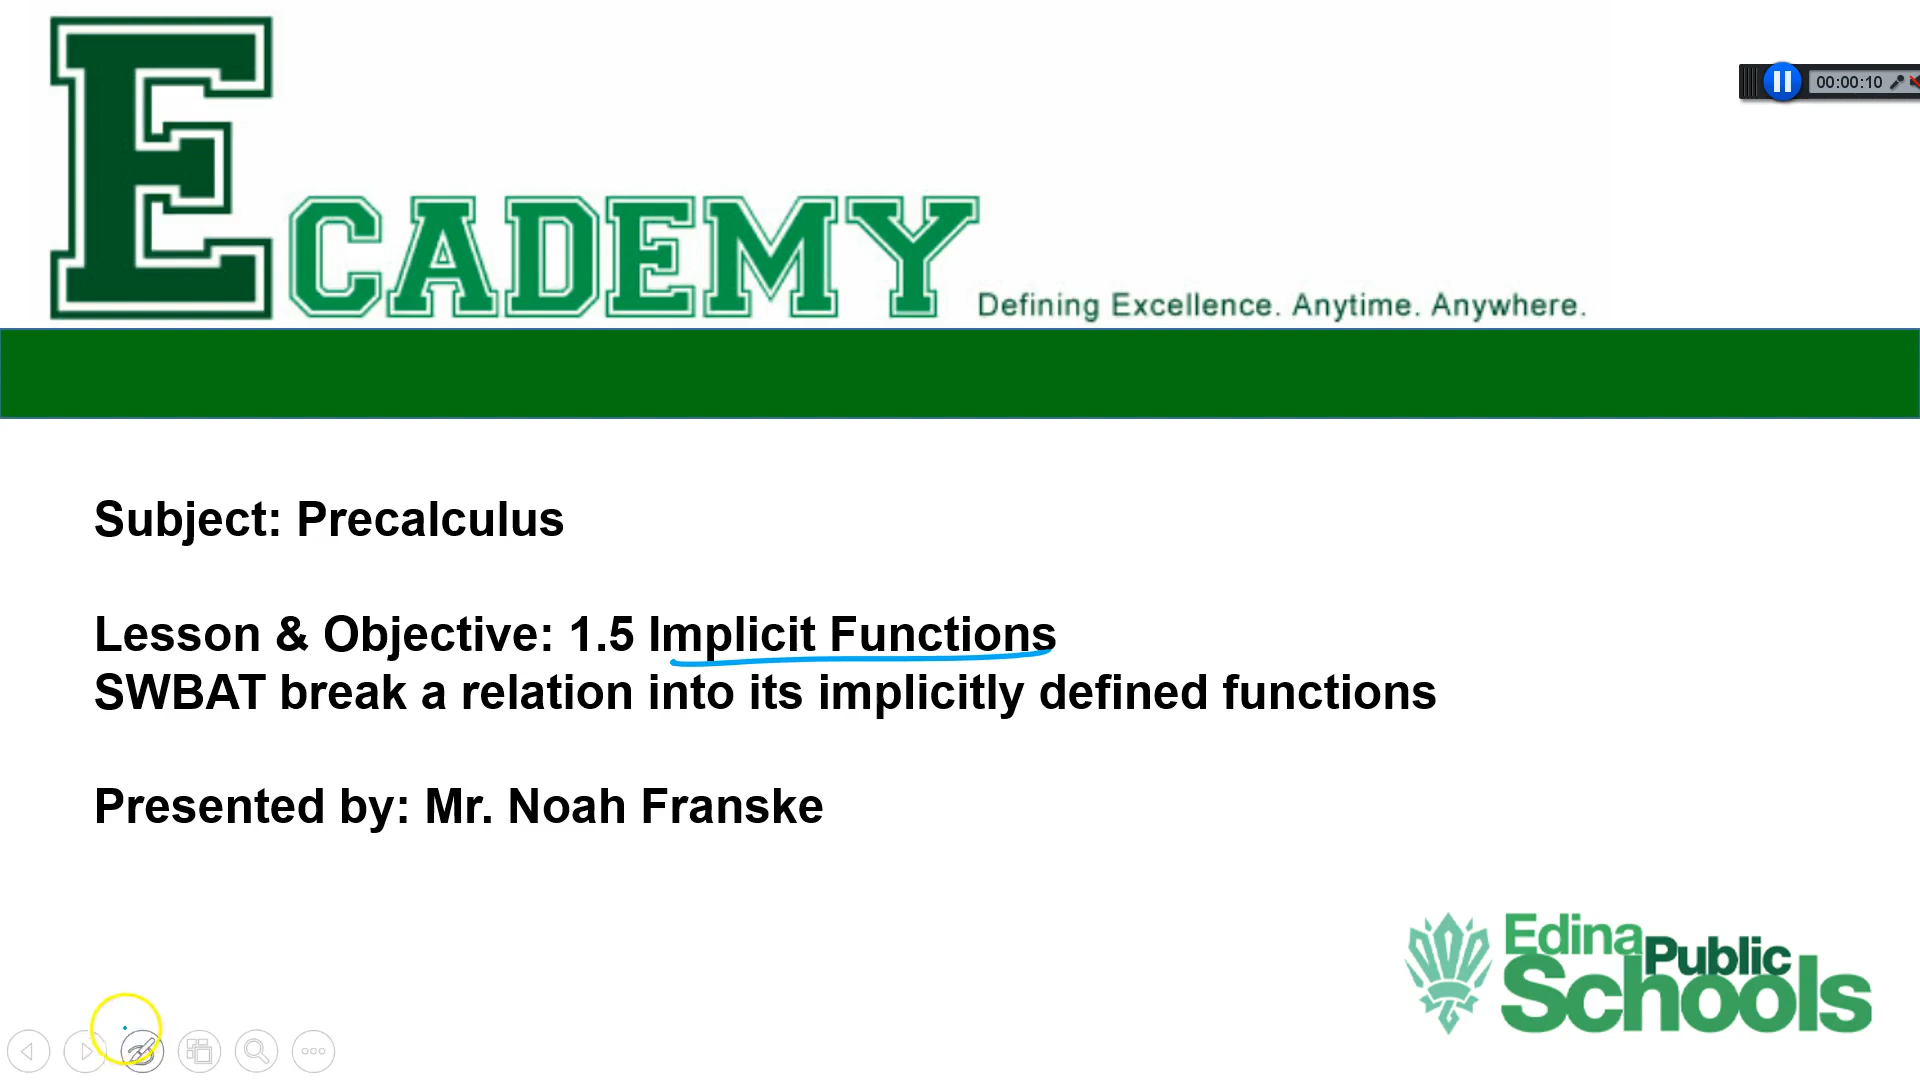 ECADEMY Defining Excellence. Anytime. Anywhere.
00:00:10
Subject: Precalculus
Lesson & Objective: 1.5 Implicit Functions
SWBAT break a relation into its implicitly defined functions
Presented by: Mr. Noah Franske
Edina Public
Schools